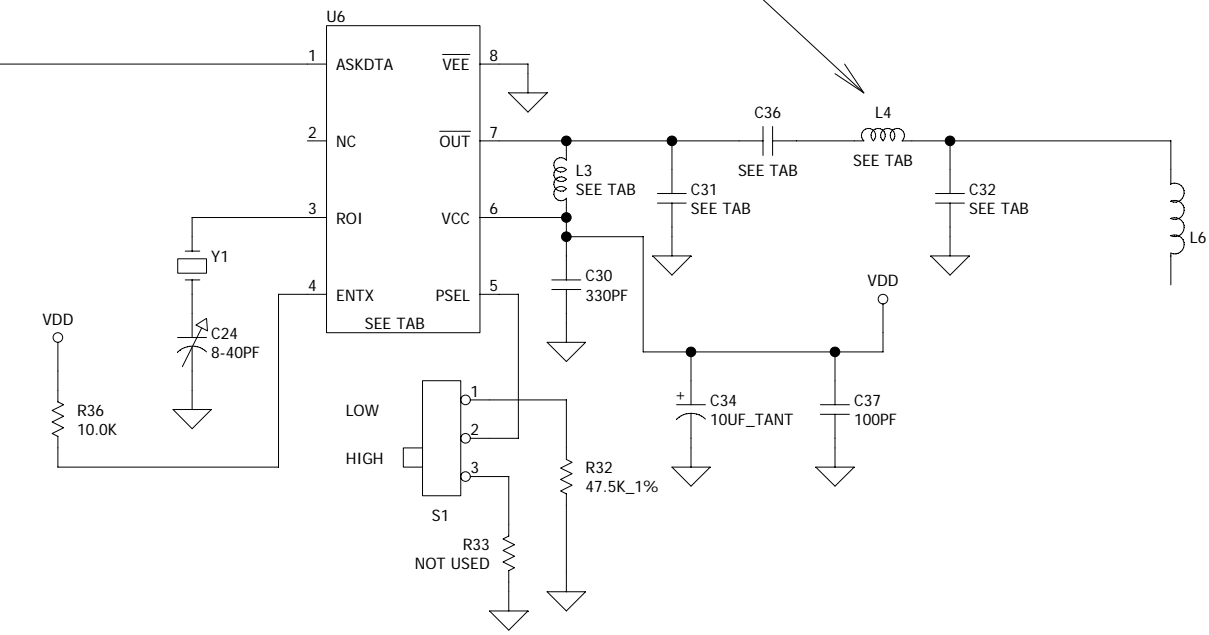 U6
1
ASKDTA
VEE
8
C36
L4
2
NC
OUT
7
SEE TAB
SEE TAB
L3
SEE TAB
C31
SEE TAB
C32
SEE TAB
3
ROI
VCC
6
L6
Y1
C30
330PF
4
ENTX
PSEL
5
VDD
SEE TAB
VDD
C24
8-40PF
R36
10.0K
LOW
HIGH
1
2
3
S1
+
C34
10UF_TANT
C37
100PF
R32
47.5K_1%
R33
NOT USED